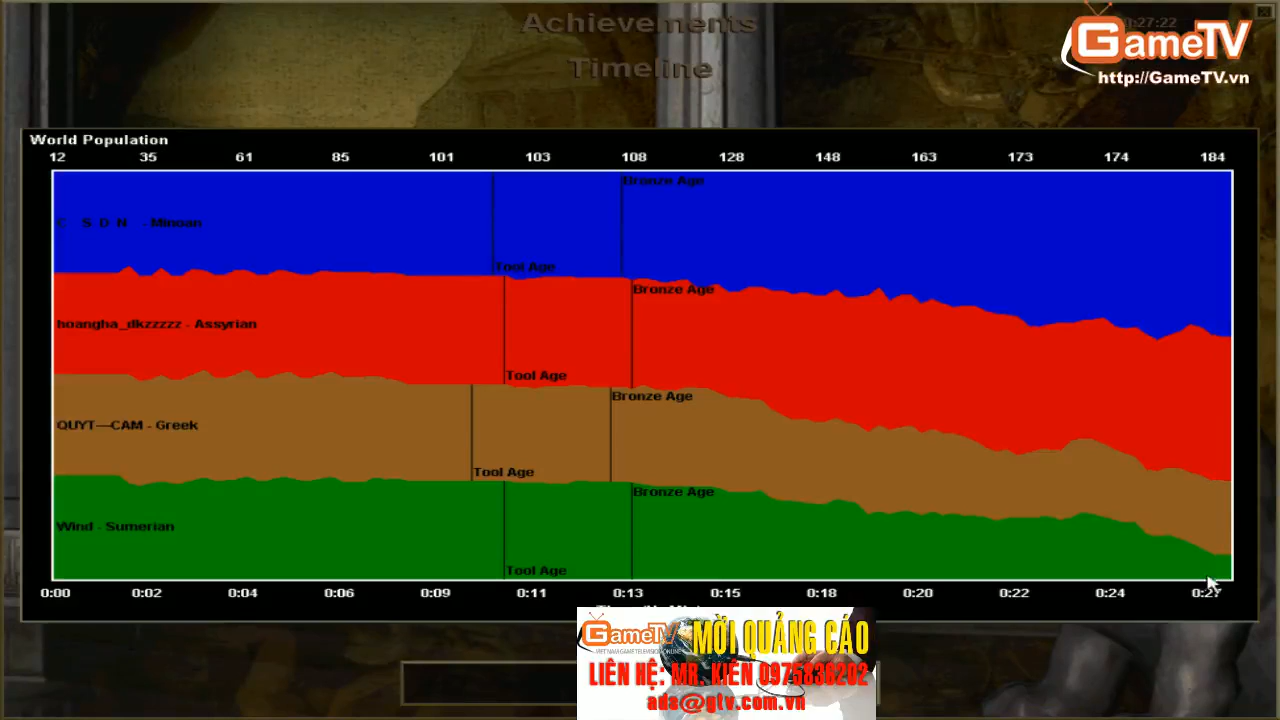 Achievements
0:27:22
Timeline
GameTV
http://GameTV.vn
World Population
12 35 61 85 101 103 108 128 148 163 173 174 184
Bronze Age
C S D N - Minoan
Tool Age
Bronze Age
hoangha_dkzzzzz - Assyrian
Tool Age
Bronze Age
QUYT—CAM - Greek
Tool Age
Bronze Age
Wind - Sumerian
Tool Age
0:00 0:02 0:04 0:06 0:09 0:11 0:13 0:15 0:18 0:20 0:22 0:24 0:27
GameTV
MỜI QUẢNG CÁO
LIÊN HỆ: MR. KIÊN 0975836202
ads@gtv.com.vn